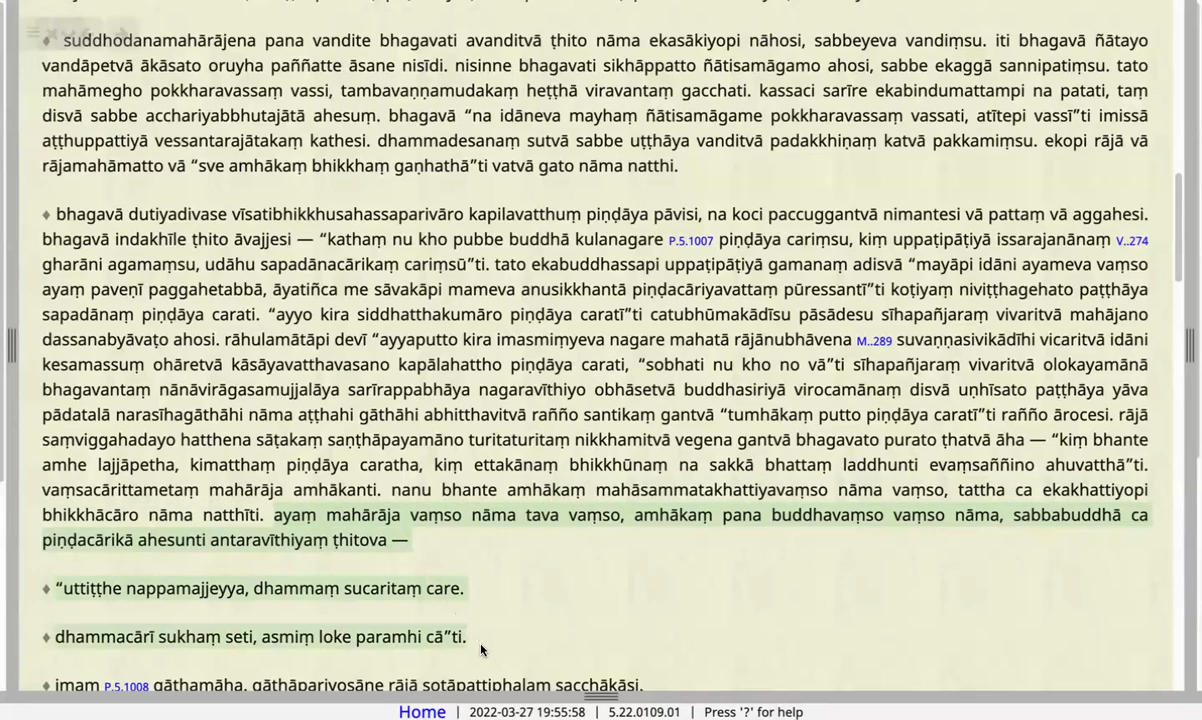 ♦ suddhodanamahārājena pana vandite bhagavati avanditvā ṭhito nāma ekasākiyopi nāhosi, sabbeyeva vandiṃsu. iti bhagavā ñātayo
vandāpetvā ākāsato oruyha paññatte āsane nisīdi. nisinne bhagavati sikhāppatto ñātisamāgamo ahosi, sabbe ekaggā sannipatiṃsu. tato
mahāmegho pokkharavassaṃ vassi, tambavaṇṇamudakaṃ heṭṭhā viravantaṃ gacchati. kassaci sarīre ekabindumattampi na patati, taṃ
disvā sabbe acchariyabbhutajātā ahesuṃ. bhagavā “na idāneva mayhaṃ ñātisamāgame pokkharavassaṃ vassati, atītepi vassī”ti imissā
aṭṭhuppattiyā vessantarajātakaṃ kathesi. dhammadesanaṃ sutvā sabbe uṭṭhāya vanditvā padakkhiṇaṃ katvā pakkamiṃsu. ekopi rājā vā
rājamahāmatto vā “sve amhākaṃ bhikkhaṃ gaṇhathā”ti vatvā gato nāma natthi.
♦ bhagavā dutiyadivase vīsatibhikkhusahassaparivāro kapilavatthuṃ piṇḍāya pāvisi, na koci paccuggantvā nimantesi vā pattaṃ vā aggahesi.
bhagavā indakhīle ṭhito āvajjesi — “kathaṃ nu kho pubbe buddhā kulanagare P.5.1007 piṇḍāya cariṃsu, kiṃ uppaṭipāṭiyā issarajanānaṃ V..274
gharāni agamaṃsu, udāhu sapadānacārikaṃ cariṃsū”ti. tato ekabuddhassapi uppaṭipāṭiyā gamanaṃ adisvā “mayāpi idāni ayameva vaṃso
ayaṃ paveṇī paggahetabbā, āyatiñca me sāvakāpi mameva anusikkhantā piṇḍacāriyavattaṃ pūressantī”ti koṭiyaṃ niviṭṭhagehato paṭṭhāya
sapadānaṃ piṇḍāya carati. “ayyo kira siddhatthakumāro piṇḍāya caratī”ti catubhūmakādīsu pāsādesu sīhapañjaraṃ vivaritvā mahājano
dassanabyāvaṭo ahosi. rāhulamātāpi devī “ayyaputto kira imasmiṃyeva nagare mahatā rājānubhāvena M..289 suvaṇṇasivikādīhi vicaritvā idāni
kesamassuṃ ohāretvā kāsāyavatthavasano kapālahattho piṇḍāya carati, “sobhati nu kho no vā”ti sīhapañjaraṃ vivaritvā olokayamānā
bhagavantaṃ nānāvirāgasamujjalāya sarīrappabhāya nagaravīthiyo obhāsetvā buddhasiriyā virocamānaṃ disvā uṇhīsato paṭṭhāya yāva
pādatalā narasīhagāthāhi nāma aṭṭhahi gāthāhi abhitthavitvā rañño santikaṃ gantvā “tumhākaṃ putto piṇḍāya caratī”ti rañño ārocesi. rājā
saṃviggahadayo hatthena sāṭakaṃ saṇṭhāpayamāno turitaturitaṃ nikkhamitvā vegena gantvā bhagavato purato ṭhatvā āha — “kiṃ bhante
amhe lajjāpetha, kimatthaṃ piṇḍāya caratha, kiṃ ettakānaṃ bhikkhūnaṃ na sakkā bhattaṃ laddhunti evaṃsaññino ahuvatthā”ti.
vaṃsacārittametaṃ mahārāja amhākanti. nanu bhante amhākaṃ mahāsammatakhattiyavaṃso nāma vaṃso, tattha ca ekakhattiyopi
bhikkhācāro nāma natthīti. ayaṃ mahārāja vaṃso nāma tava vaṃso, amhākaṃ pana buddhavaṃso vaṃso nāma, sabbabuddhā ca
piṇḍacārikā ahesunti antaravīthiyaṃ ṭhitova —
♦ “uttiṭṭhe nappamajjeyya, dhammaṃ sucaritaṃ care.
♦ dhammacārī sukhaṃ seti, asmiṃ loke paramhi cā”ti.
♦ imaṃ P.5.1008 gāthamāha. gāthāpariyosāne rājā sotāpattiphalaṃ sacchākāsi.
Home | 2022-03-27 19:55:58 | 5.22.0109.01 | Press '?' for help